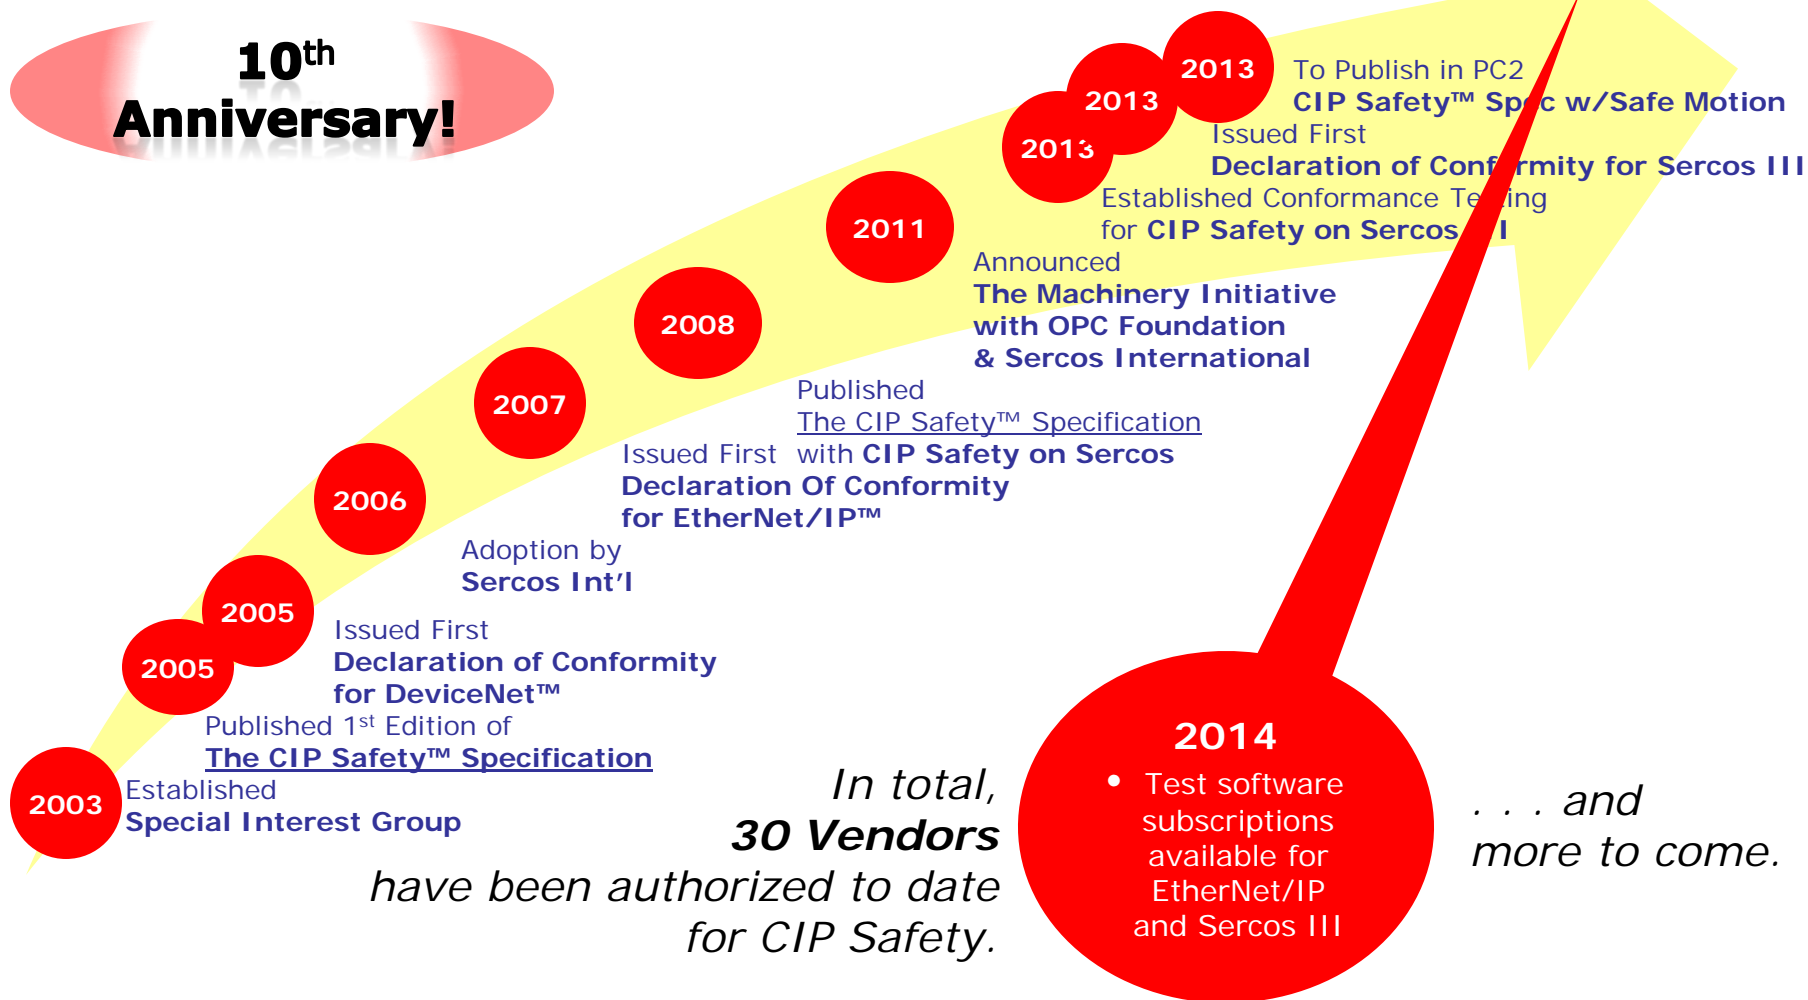 10th
Anniversary!
2013
To Publish in PC2
CIP Safety™ Spec w/Safe Motion
2013
Issued First
Declaration of Conformity for Sercos III
2013
Established Conformance Testing
for CIP Safety on Sercos III
2011
Announced
The Machinery Initiative
with OPC Foundation
& Sercos International
2008
Published
The CIP Safety™ Specification
with CIP Safety on Sercos
2007
Issued First
Declaration Of Conformity
for EtherNet/IP™
2006
Adoption by
Sercos Int'l
2005
Issued First
Declaration of Conformity
for DeviceNet™
2005
Published 1st Edition of
The CIP Safety™ Specification
2003
Established
Special Interest Group
In total,
30 Vendors
have been authorized to date
for CIP Safety.
2014
• Test software
subscriptions
available for
EtherNet/IP
and Sercos III
. . . and
more to come.